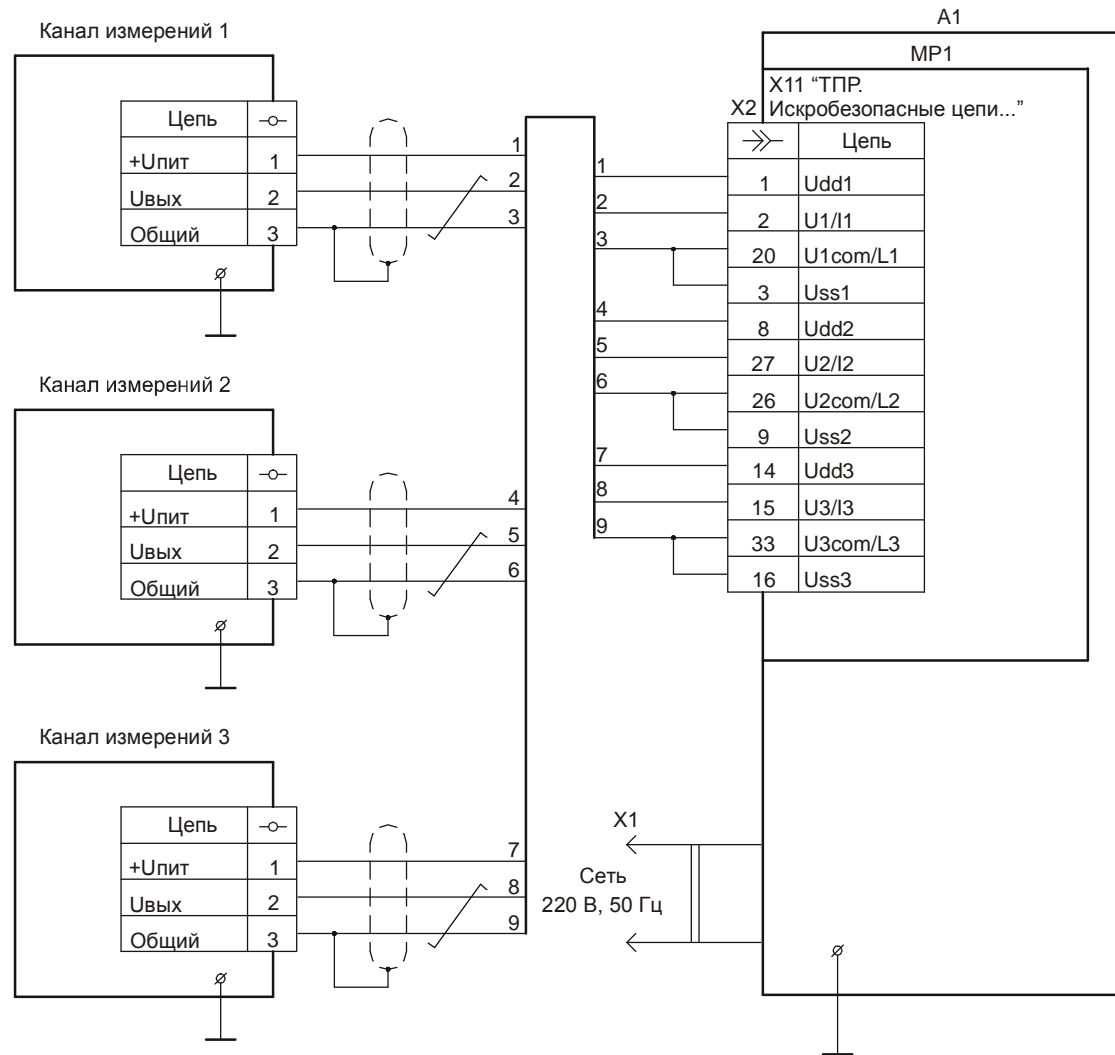 Канал измерений 1
Цепь
+Uпит 1
Uвых 2
Общий 3
1
2
3
Канал измерений 2
Цепь
+Uпит 1
Uвых 2
Общий 3
4
5
6
Канал измерений 3
Цепь
+Uпит 1
Uвых 2
Общий 3
7
8
9
1
2
3
4
5
6
7
8
9
A1
MP1
X11 “ТПР.
X2 Искробезопасные цепи...”
Цепь
1 Udd1
2 U1/I1
20 U1com/L1
3 Uss1
8 Udd2
27 U2/I2
26 U2com/L2
9 Uss2
14 Udd3
15 U3/I3
33 U3com/L3
16 Uss3
X1
Сеть
220 В, 50 Гц